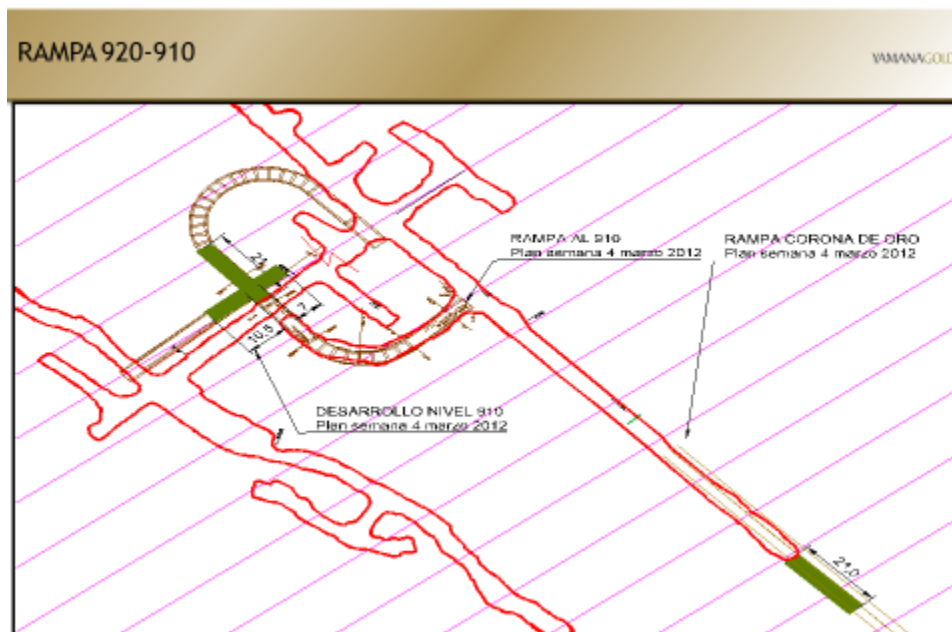 RAMPA 920-910
YAMANAGOLD
RAMPA AL 910
Plan semana 4 marzo 2012
RAMPA CORONA DE ORO
Plan semana 4 marzo 2012
21
7
10,5
DESARROLLO NIVEL 910
Plan semana 4 marzo 2012
21,0